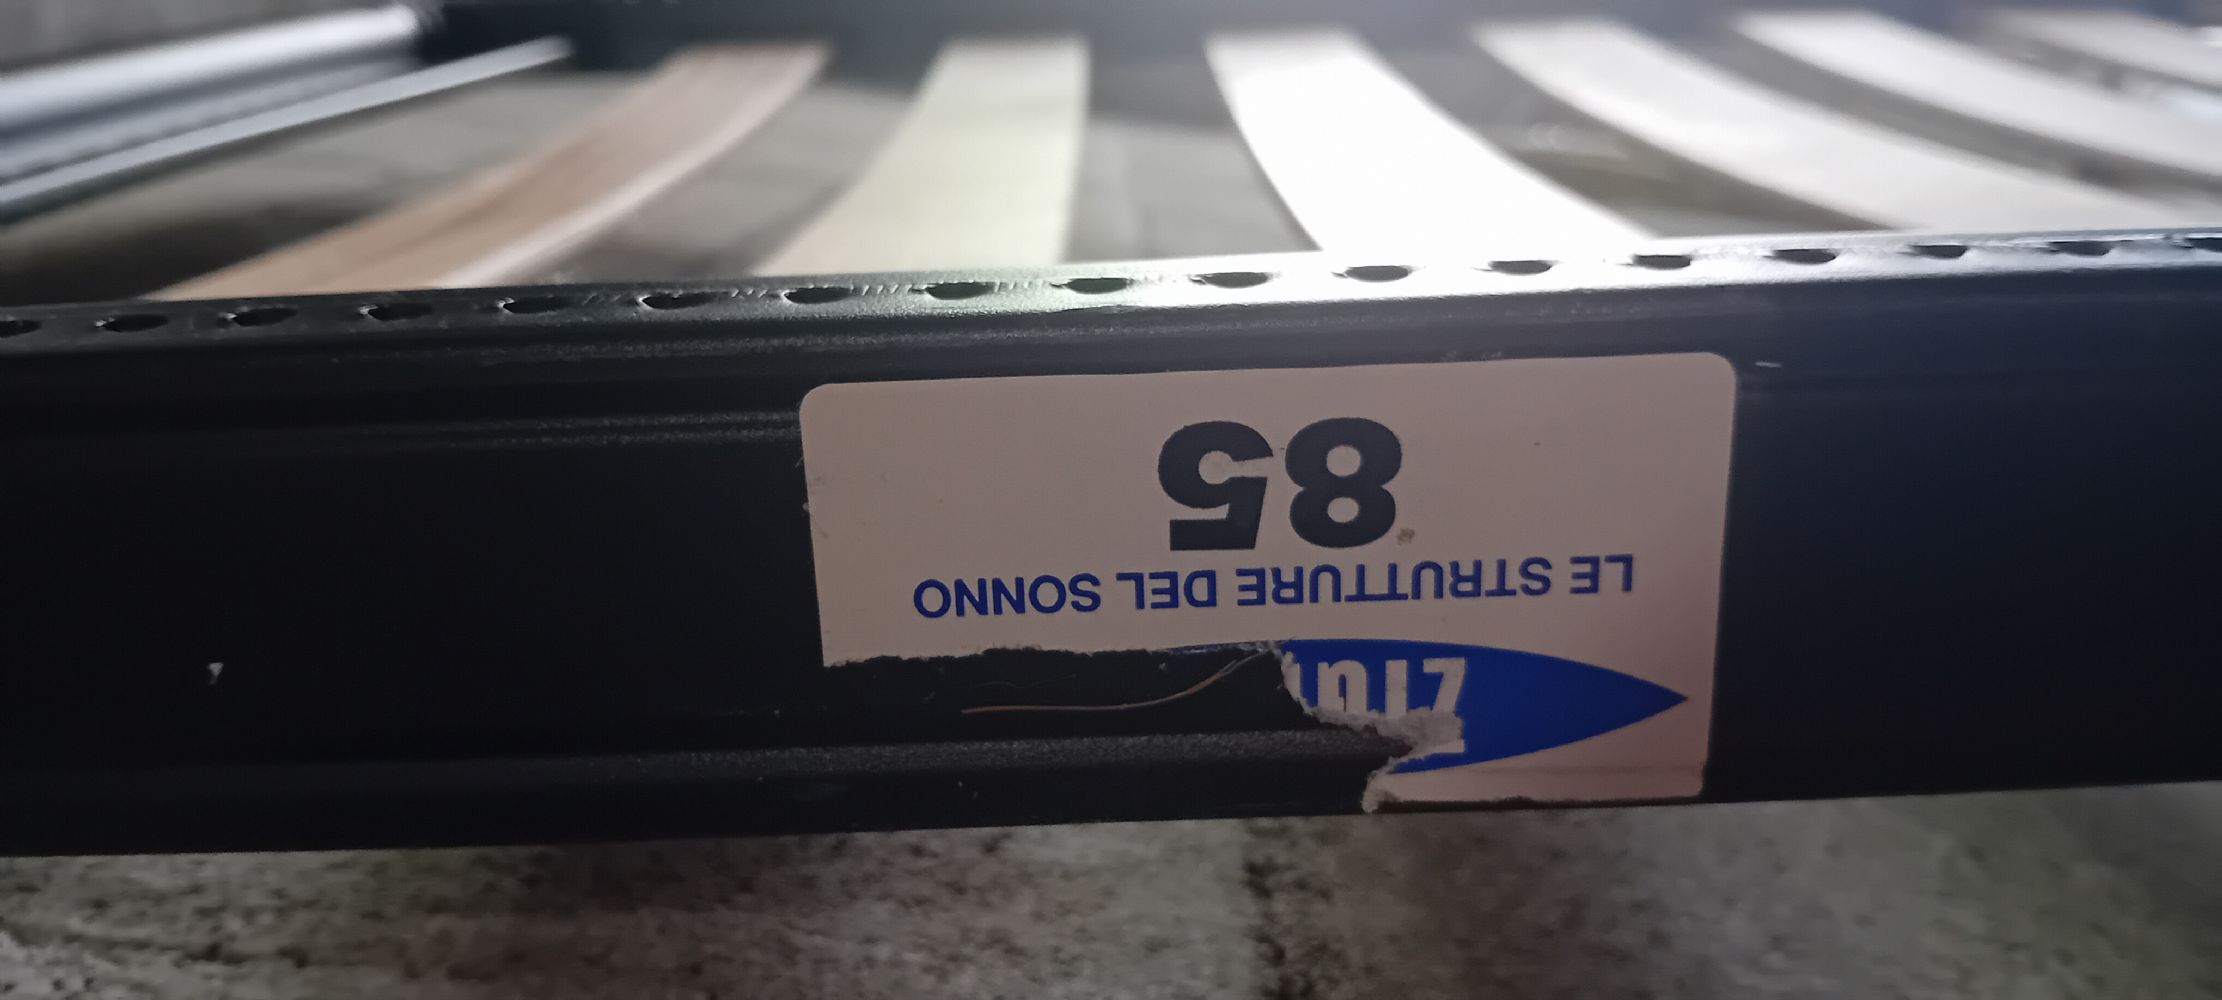 LE STRUTTURE DEL SONNO
85